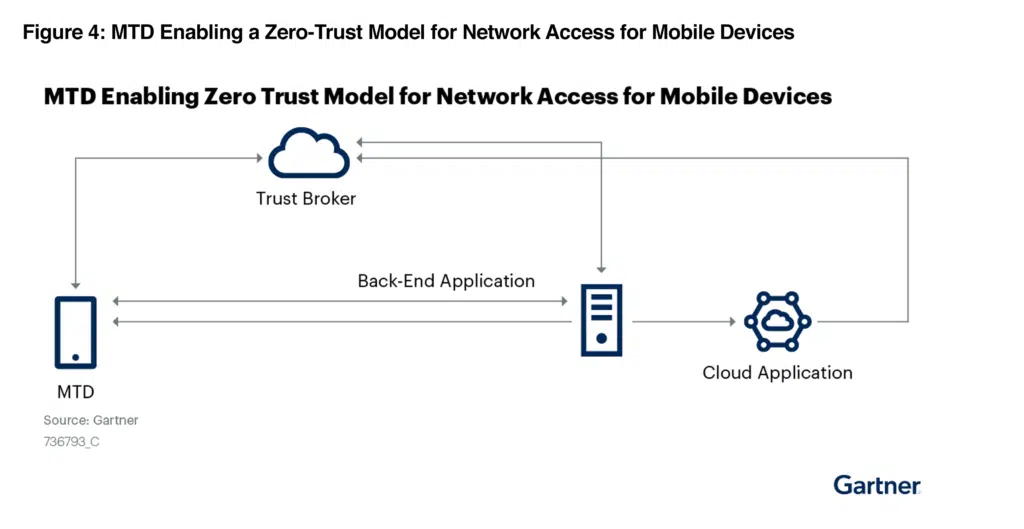 Figure 4: MTD Enabling a Zero-Trust Model for Network Access for Mobile Devices
MTD Enabling Zero Trust Model for Network Access for Mobile Devices
Trust Broker
Back-End Application
Cloud Application
MTD
Source: Gartner
736793_C
Gartner